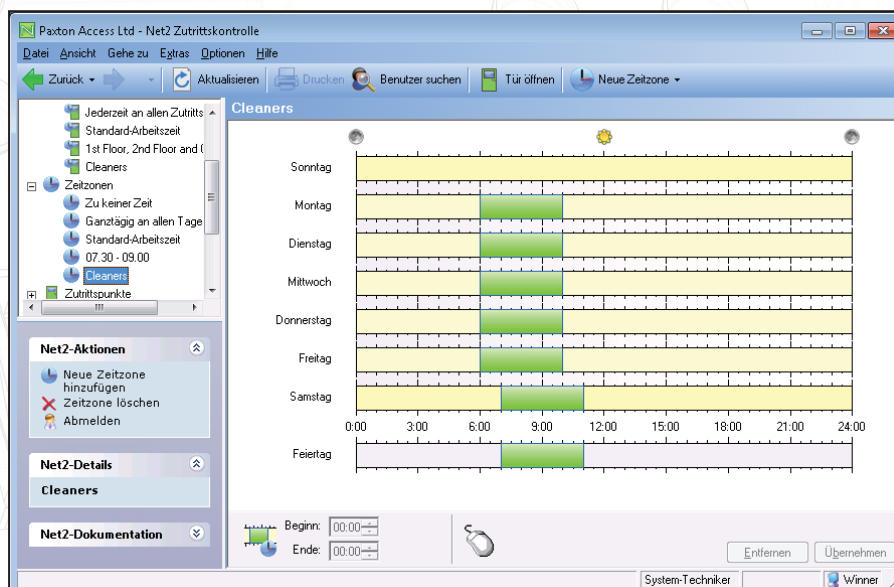 Paxton Access Ltd - Net2 Zutrittskontrolle
Datei Ansicht Gehe zu Extras Optionen Hilfe
Zurück Aktualisieren Drucken Benutzer suchen Tür öffnen Neue Zeitzone
Jederzeit an allen Zutritts
Standard-Arbeitszeit
1st Floor, 2nd Floor and
Cleaners
Zeitzonen
Zu keiner Zeit
Ganztägig an allen Tage
Standard-Arbeitszeit
07.30 - 09.00
Cleaners
Zutrittspunkte
Net2-Aktionen
Neue Zeitzone
hinzufügen
Zeitzone löschen
Abmelden
Net2-Details
Cleaners
Net2-Dokumentation
Cleaners
Sonntag
Montag
Dienstag
Mittwoch
Donnerstag
Freitag
Samstag
0:00 3:00 6:00 9:00 12:00 15:00 18:00 21:00 24:00
Feiertag
Beginn: 00:00
Ende: 00:00
Entfernen Übernehmen
System-Techniker Winner